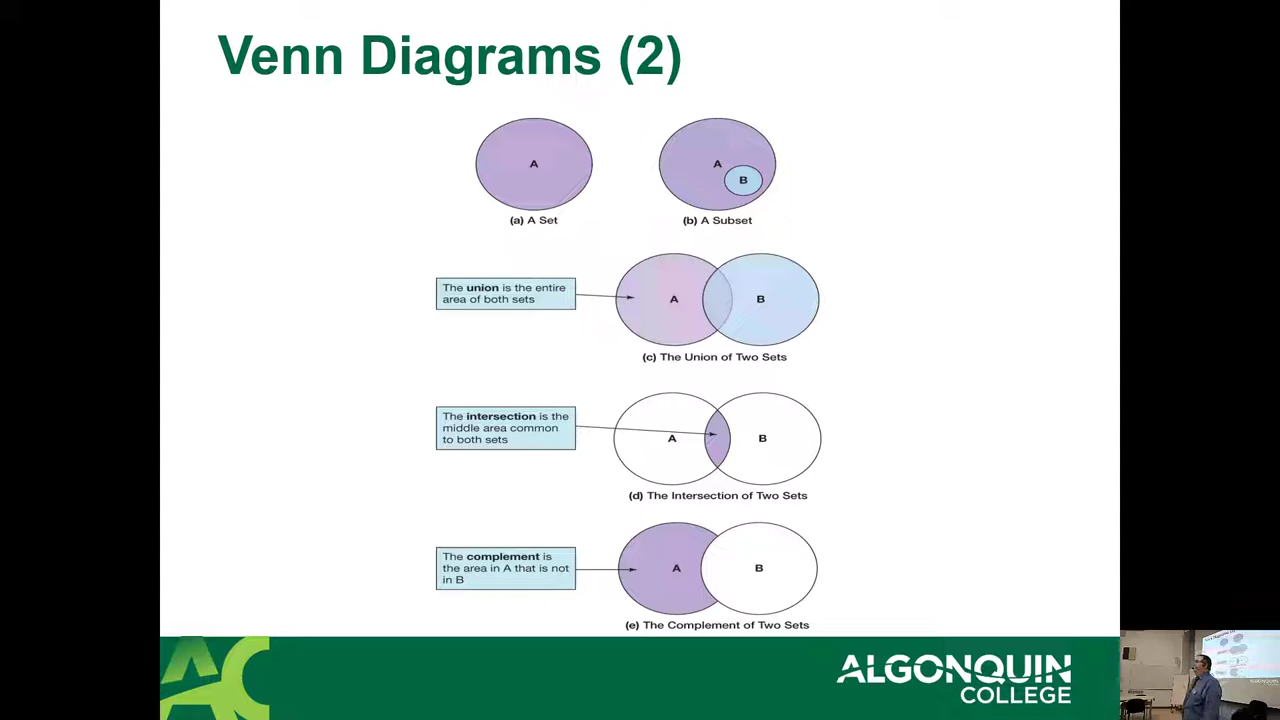 Venn Diagrams (2)
A
A
B
(a) A Set
(b) A Subset
The union is the entire
area of both sets
A
B
(c) The Union of Two Sets
The intersection is the
middle area common
to both sets
A
B
(d) The Intersection of Two Sets
The complement is
the area in A that is not
in B
A
B
(e) The Complement of Two Sets
AC
ALGONQUIN
COLLEGE